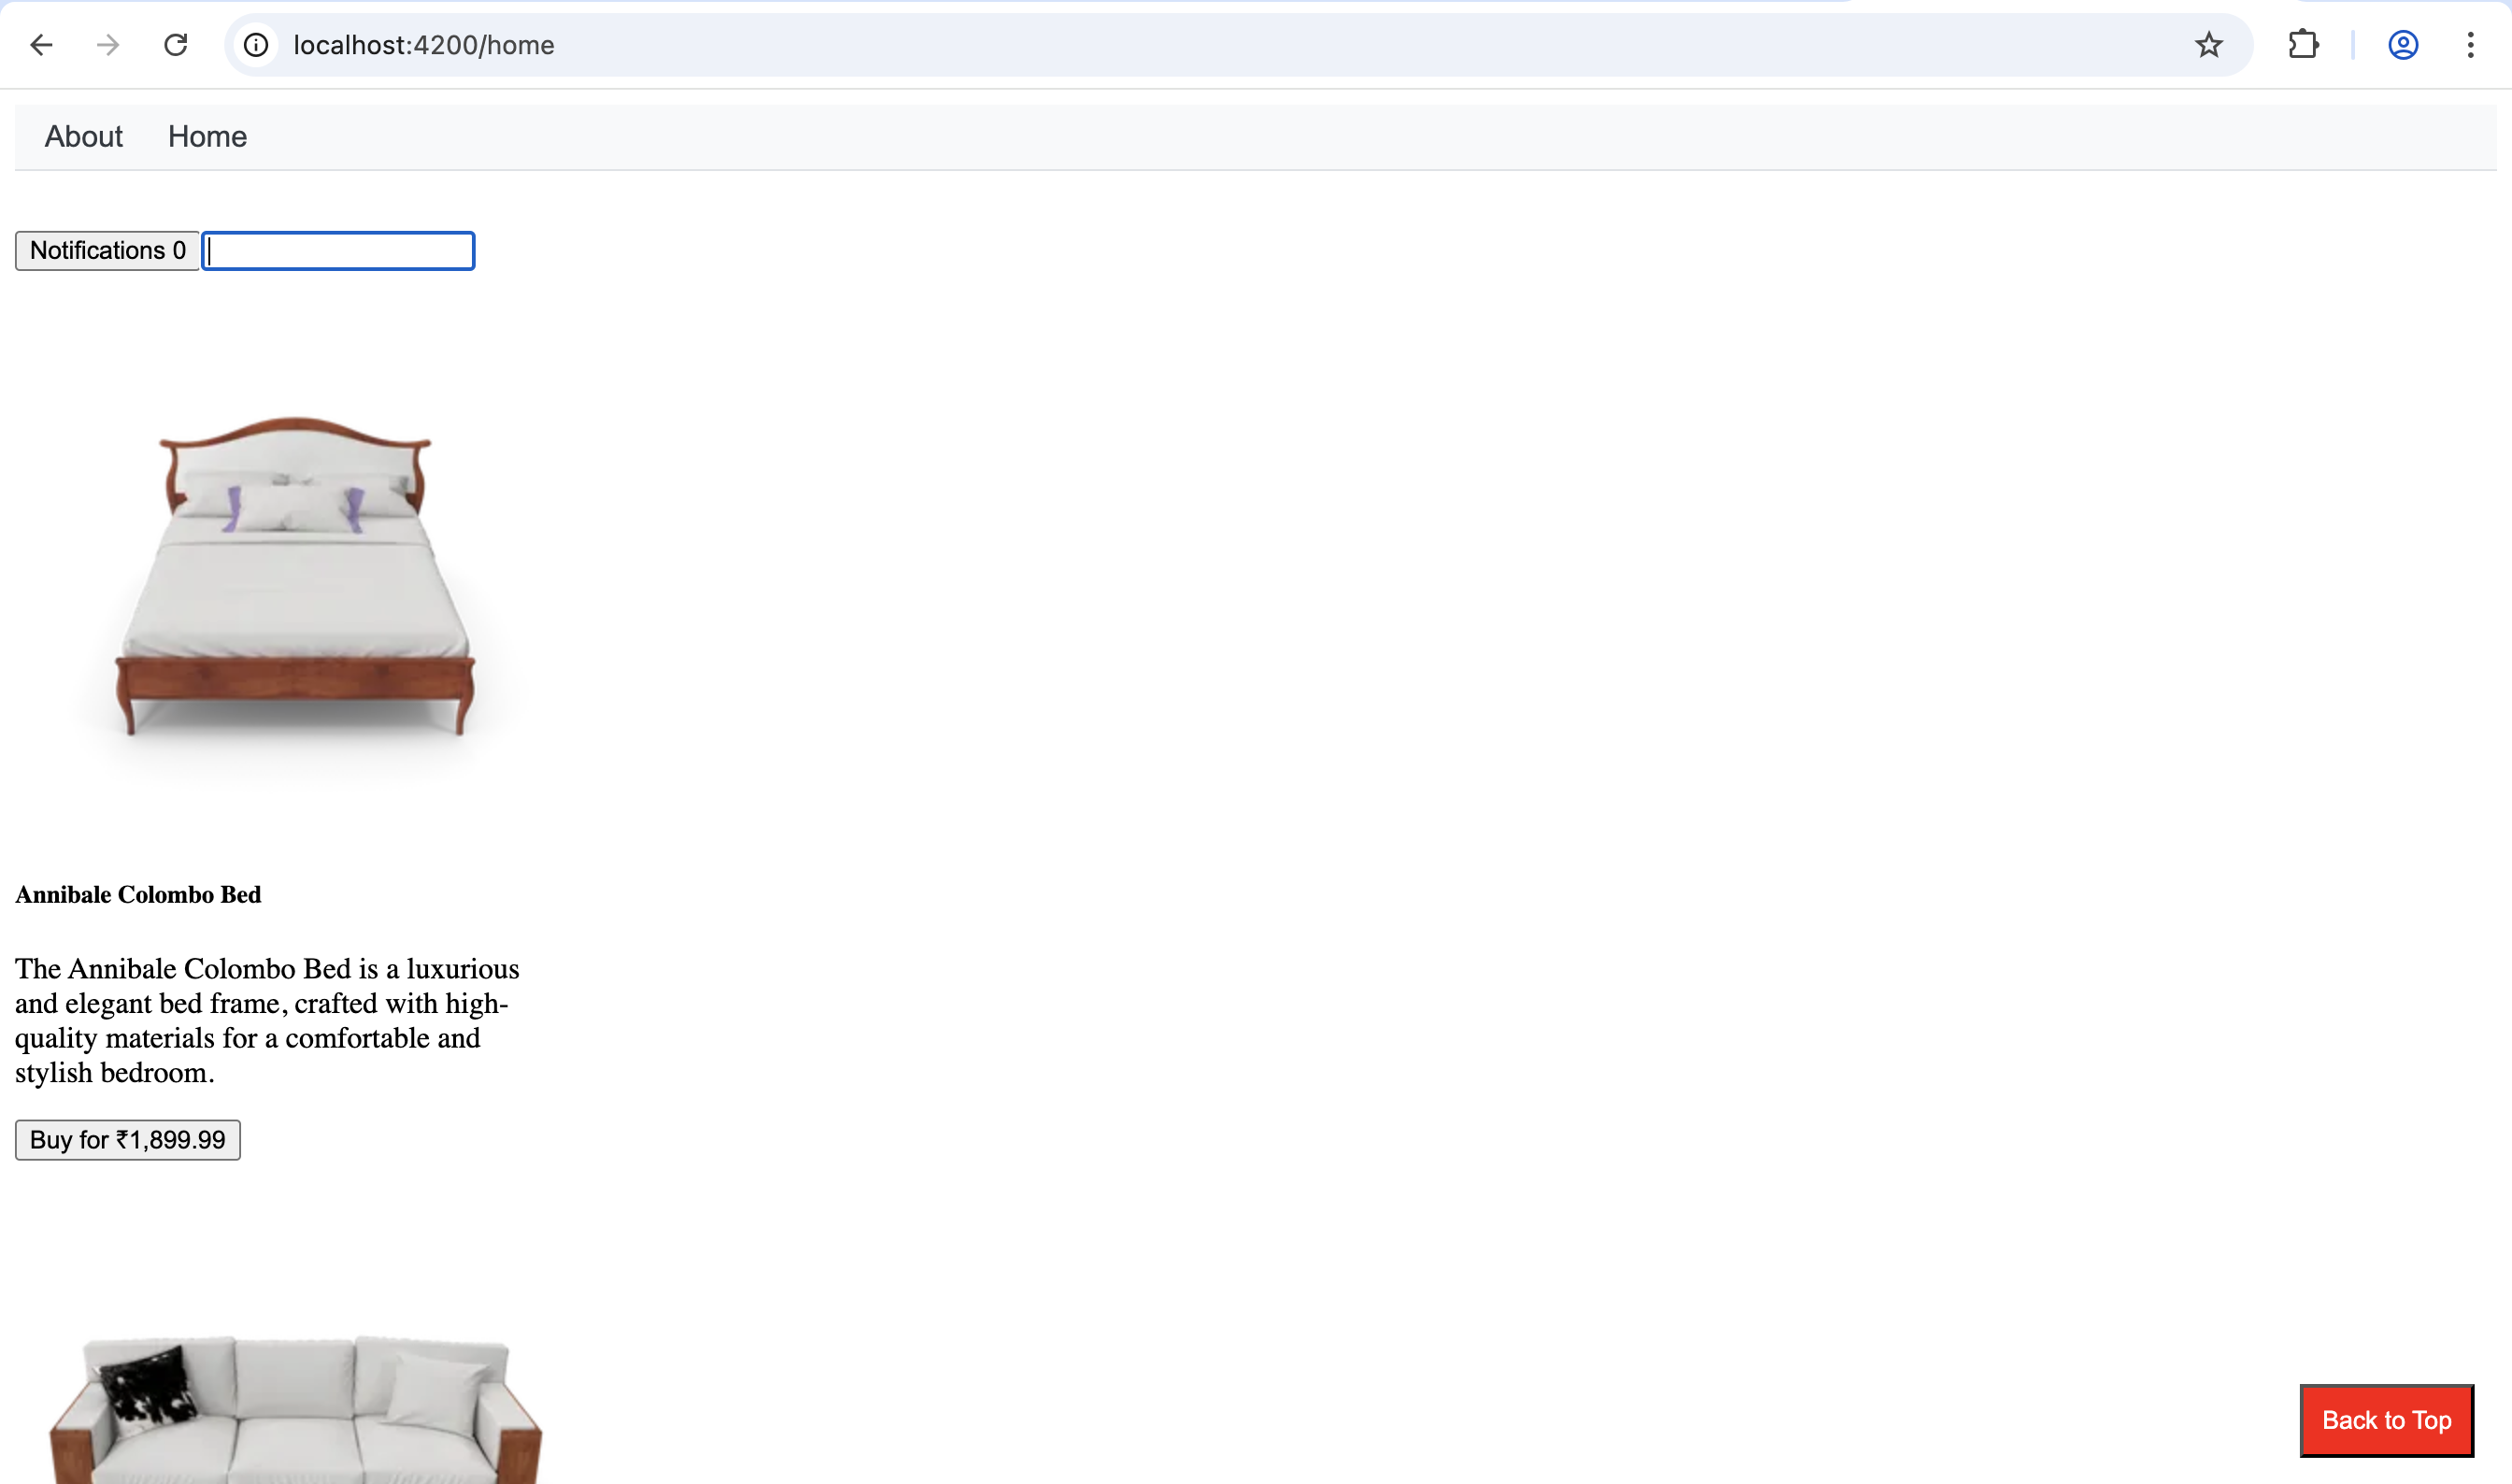 localhost:4200/home
About Home
Notifications 0
Annibale Colombo Bed
The Annibale Colombo Bed is a luxurious
and elegant bed frame, crafted with high-
quality materials for a comfortable and
stylish bedroom.
Buy for ₹1,899.99
Back to Top